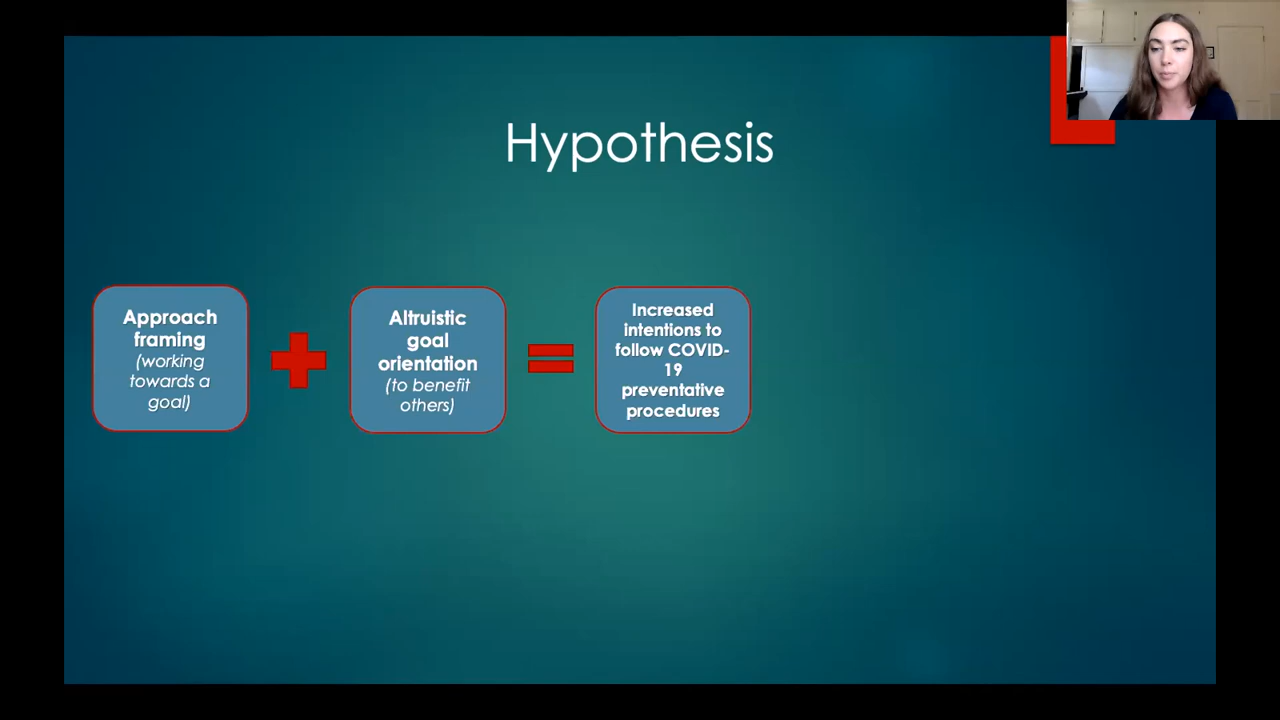 Hypothesis
Approach
framing
(working
towards a
goal)
Altruistic
goal
orientation
(to benefit
others)
Increased
intentions to
follow COVID-
19
preventative
procedures